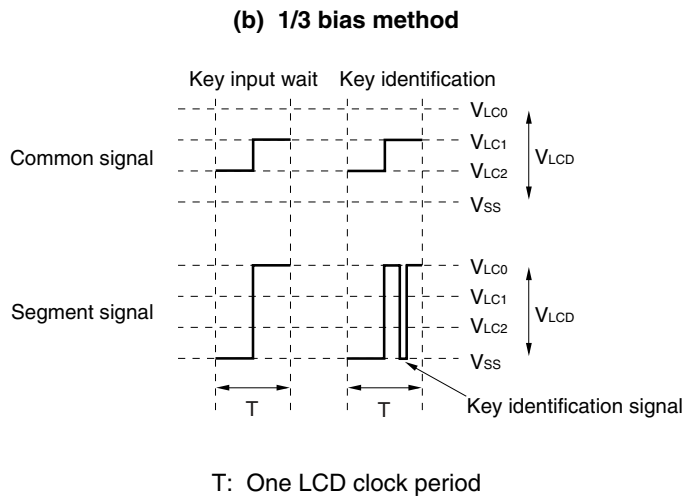 (b) 1/3 bias method
Key input wait Key identification
VLC0
Common signal
VLC1
VLCD
VLC2
VSS
VLC0
Segment signal
VLC1
VLCD
VLC2
VSS
T T
Key identification signal
T: One LCD clock period